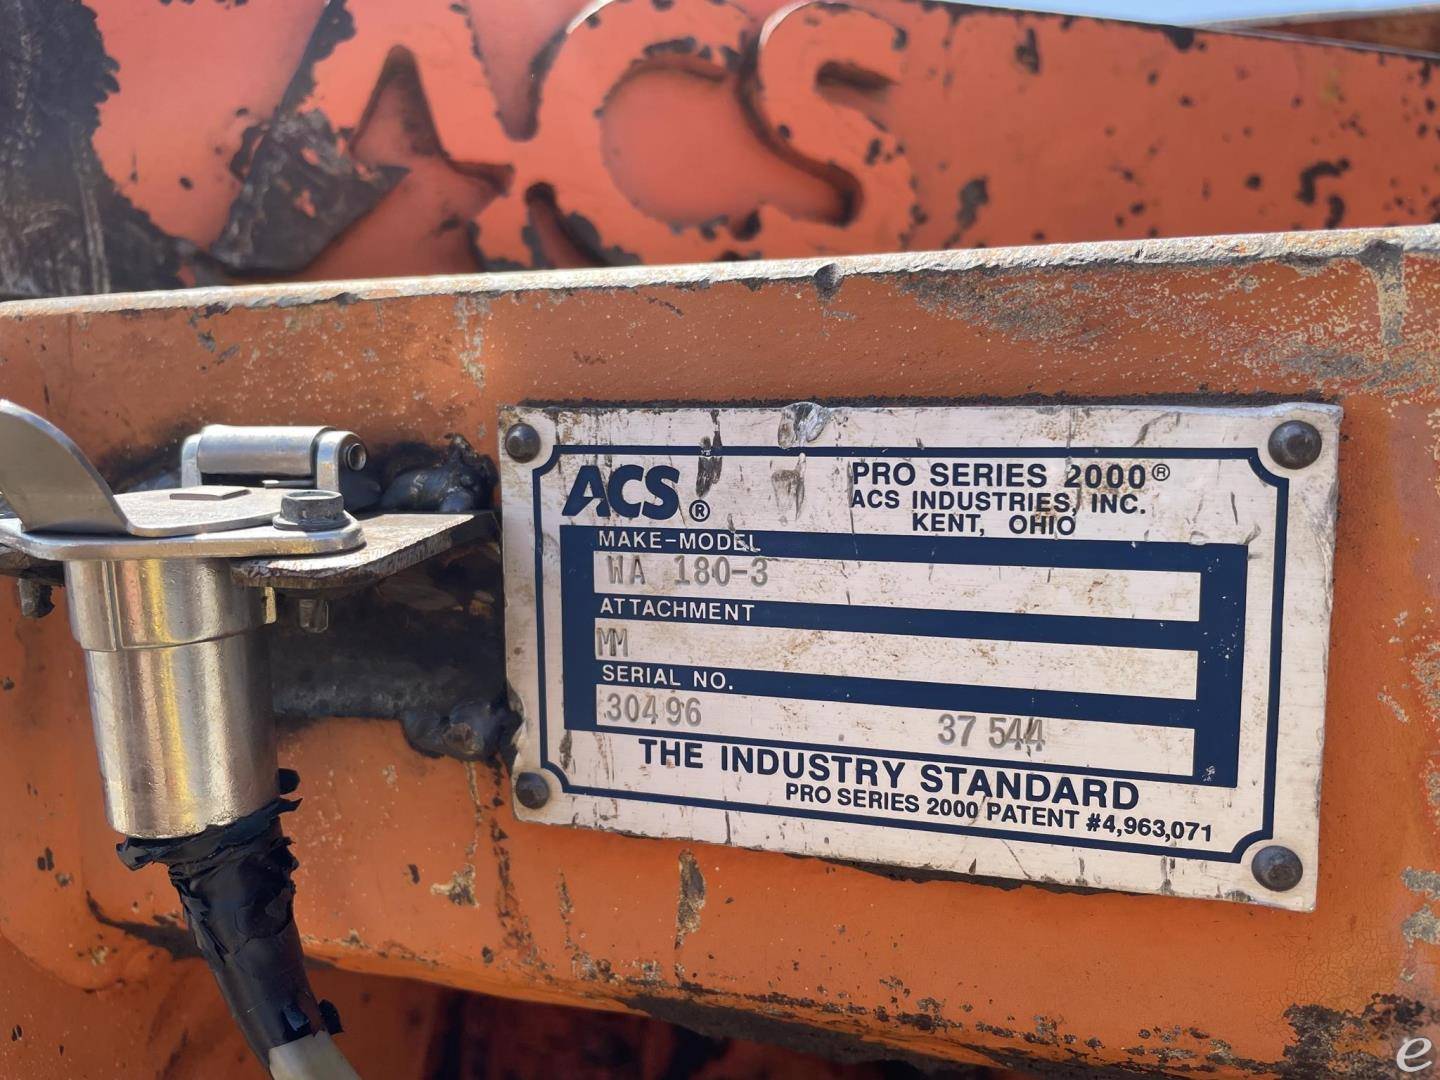 ACS
ACS®
PRO SERIES 2000®
ACS INDUSTRIES, INC.
KENT, OHIO
MAKE-MODEL
WA 180-3
ATTACHMENT
MM
SERIAL NO.
30496 37544
THE INDUSTRY STANDARD
PRO SERIES 2000 PATENT #4,963,071
e